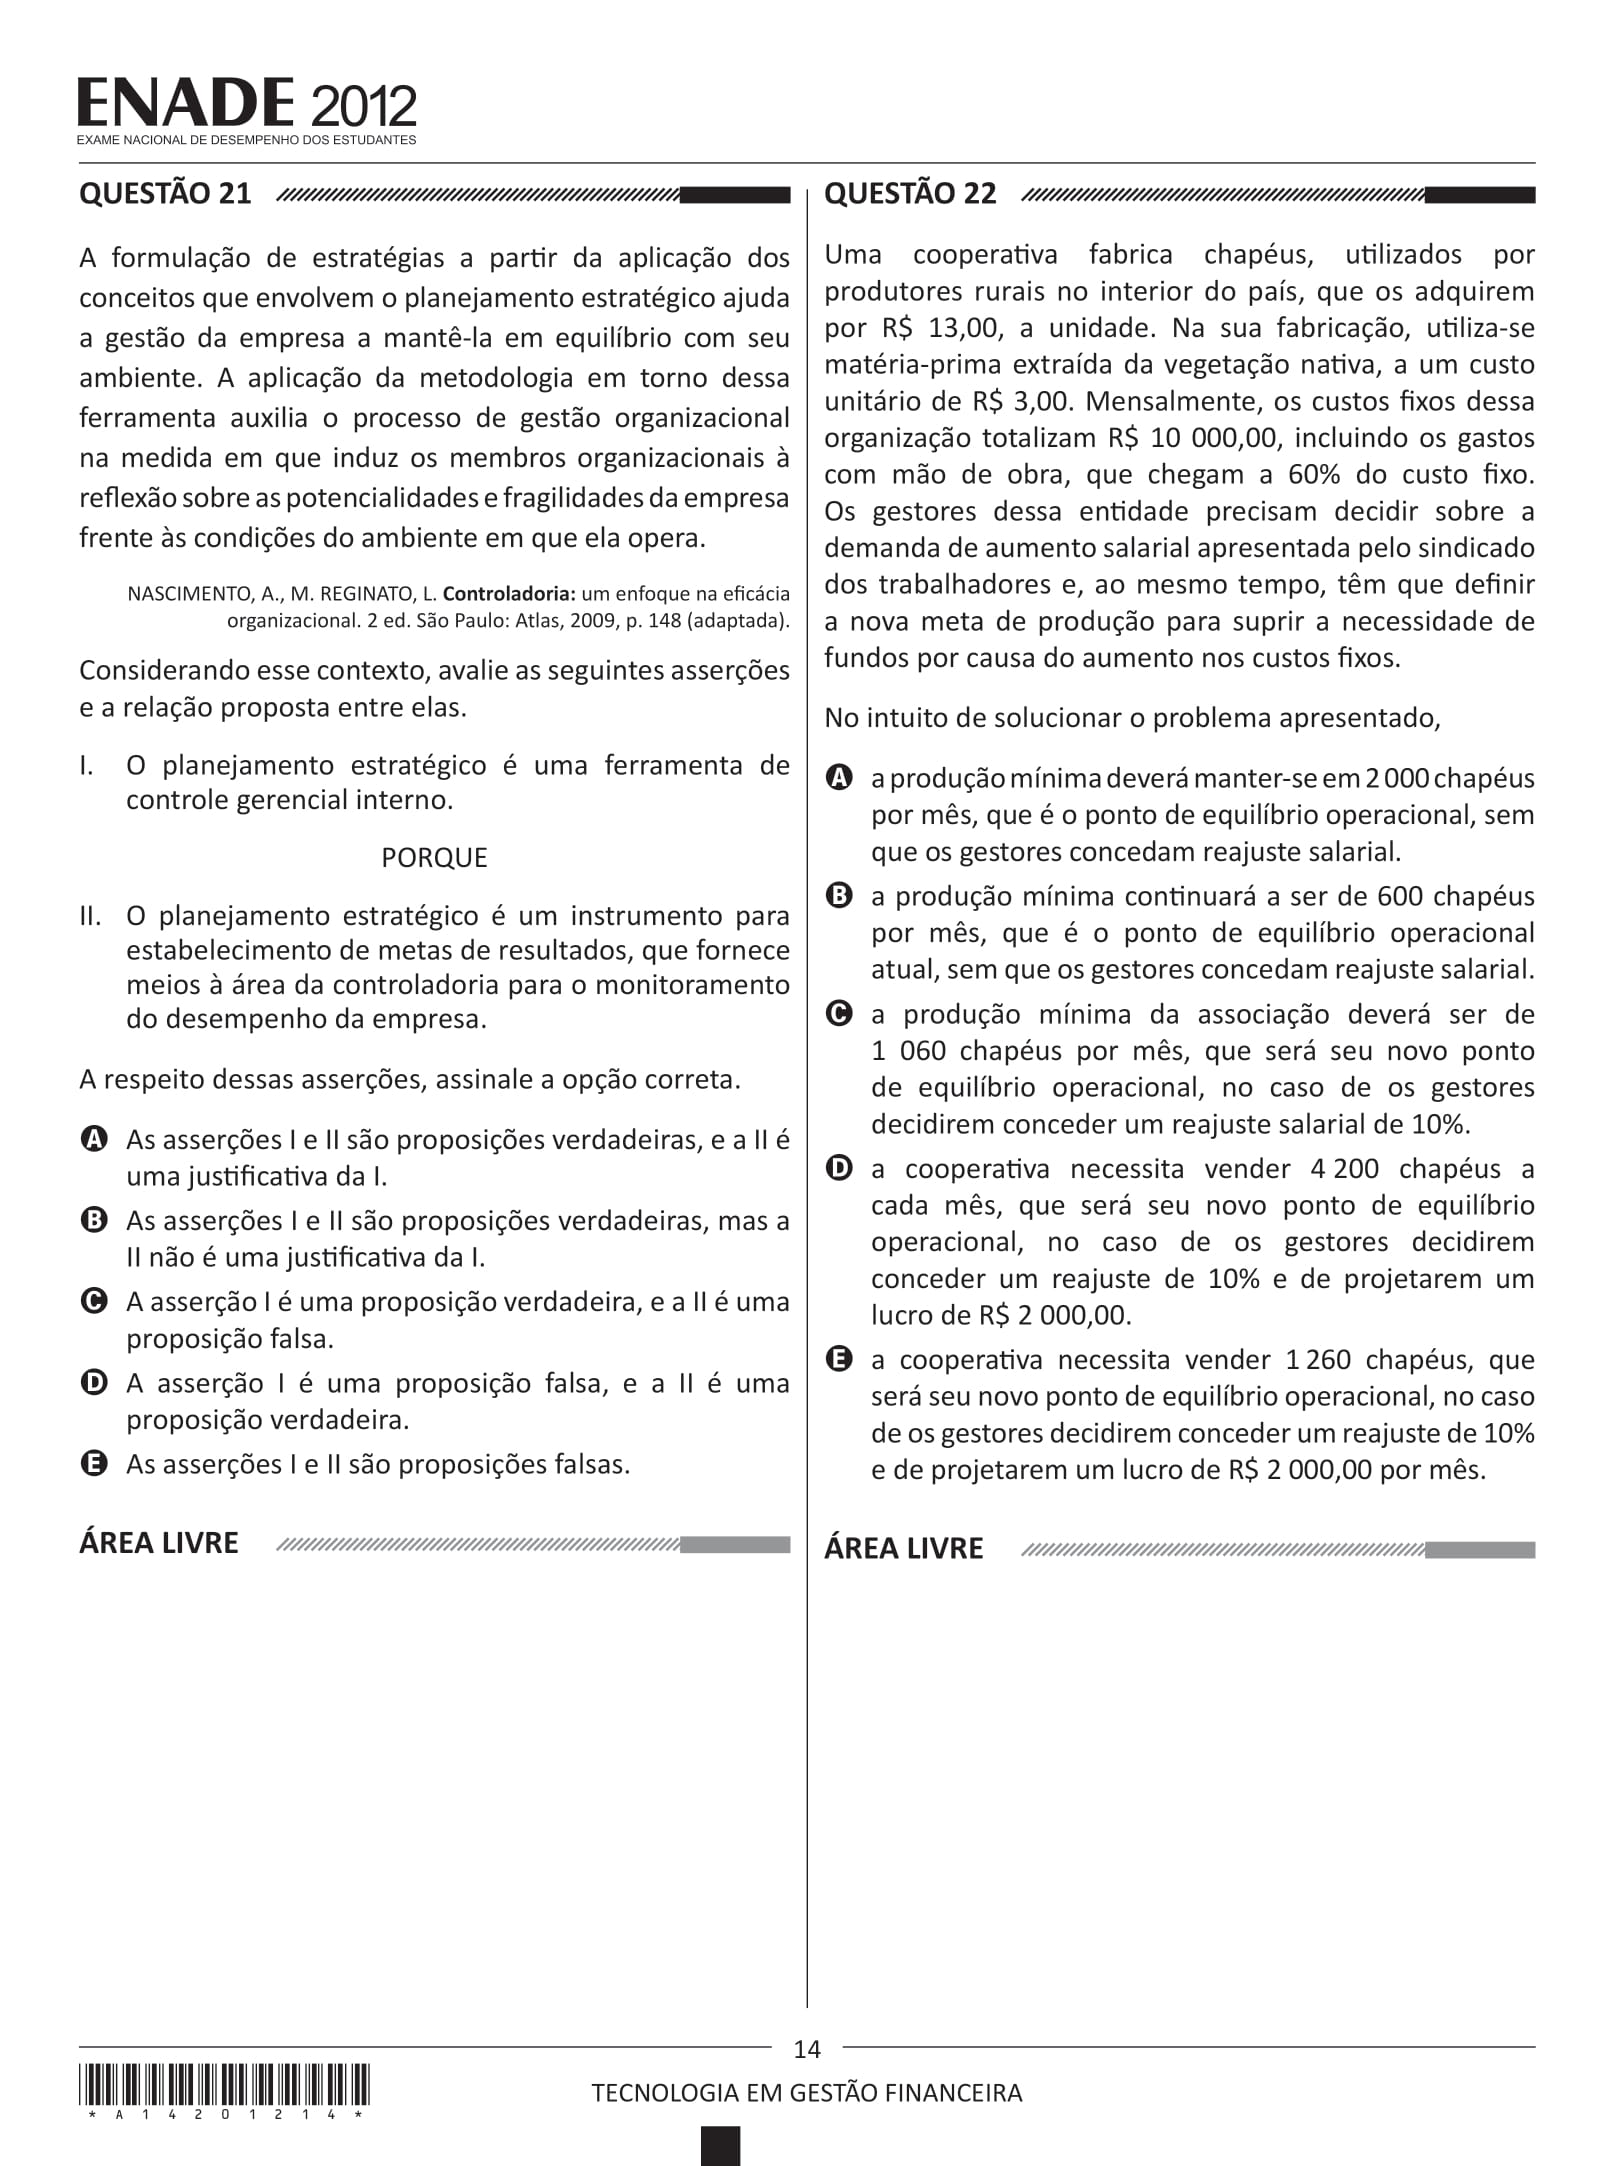 ENADE 2012
EXAME NACIONAL DE DESEMPENHO DOS ESTUDANTES
QUESTÃO 21
A formulação de estratégias a partir da aplicação dos
conceitos que envolvem o planejamento estratégico ajuda
a gestão da empresa a mantê-la em equilíbrio com seu
ambiente. A aplicação da metodologia em torno dessa
ferramenta auxilia o processo de gestão organizacional
na medida em que induz os membros organizacionais à
reflexão sobre as potencialidades e fragilidades da empresa
frente às condições do ambiente em que ela opera.
NASCIMENTO, A., M. REGINATO, L. Controladoria: um enfoque na eficácia
organizacional. 2 ed. São Paulo: Atlas, 2009, p. 148 (adaptada).
Considerando esse contexto, avalie as seguintes asserções
e a relação proposta entre elas.
I. O planejamento estratégico é uma ferramenta de
controle gerencial interno.
PORQUE
II. O planejamento estratégico é um instrumento para
estabelecimento de metas de resultados, que fornece
meios à área da controladoria para o monitoramento
do desempenho da empresa.
A respeito dessas asserções, assinale a opção correta.
A As asserções I e II são proposições verdadeiras, e a II é
uma justificativa da I.
B As asserções I e II são proposições verdadeiras, mas a
II não é uma justificativa da I.
C A asserção I é uma proposição verdadeira, e a II é uma
proposição falsa.
D A asserção I é uma proposição falsa, e a II é uma
proposição verdadeira.
E As asserções I e II são proposições falsas.
ÁREA LIVRE
QUESTÃO 22
Uma cooperativa fabrica chapéus, utilizados por
produtores rurais no interior do país, que os adquirem
por R$ 13,00, a unidade. Na sua fabricação, utiliza-se
matéria-prima extraída da vegetação nativa, a um custo
unitário de R$ 3,00. Mensalmente, os custos fixos dessa
organização totalizam R$ 10 000,00, incluindo os gastos
com mão de obra, que chegam a 60% do custo fixo.
Os gestores dessa entidade precisam decidir sobre a
demanda de aumento salarial apresentada pelo sindicado
dos trabalhadores e, ao mesmo tempo, têm que definir
a nova meta de produção para suprir a necessidade de
fundos por causa do aumento nos custos fixos.
No intuito de solucionar o problema apresentado,
A a produção mínima deverá manter-se em 2 000 chapéus
por mês, que é o ponto de equilíbrio operacional, sem
que os gestores concedam reajuste salarial.
B a produção mínima continuará a ser de 600 chapéus
por mês, que é o ponto de equilíbrio operacional
atual, sem que os gestores concedam reajuste salarial.
C a produção mínima da associação deverá ser de
1 060 chapéus por mês, que será seu novo ponto
de equilíbrio operacional, no caso de os gestores
decidirem conceder um reajuste salarial de 10%.
D a cooperativa necessita vender 4 200 chapéus a
cada mês, que será seu novo ponto de equilíbrio
operacional, no caso de os gestores decidirem
conceder um reajuste de 10% e de projetarem um
lucro de R$ 2 000,00.
E a cooperativa necessita vender 1 260 chapéus, que
será seu novo ponto de equilíbrio operacional, no caso
de os gestores decidirem conceder um reajuste de 10%
e de projetarem um lucro de R$ 2 000,00 por mês.
ÁREA LIVRE
14
TECNOLOGIA EM GESTÃO FINANCEIRA
* A 1 4 2 0 1 2 1 4 *